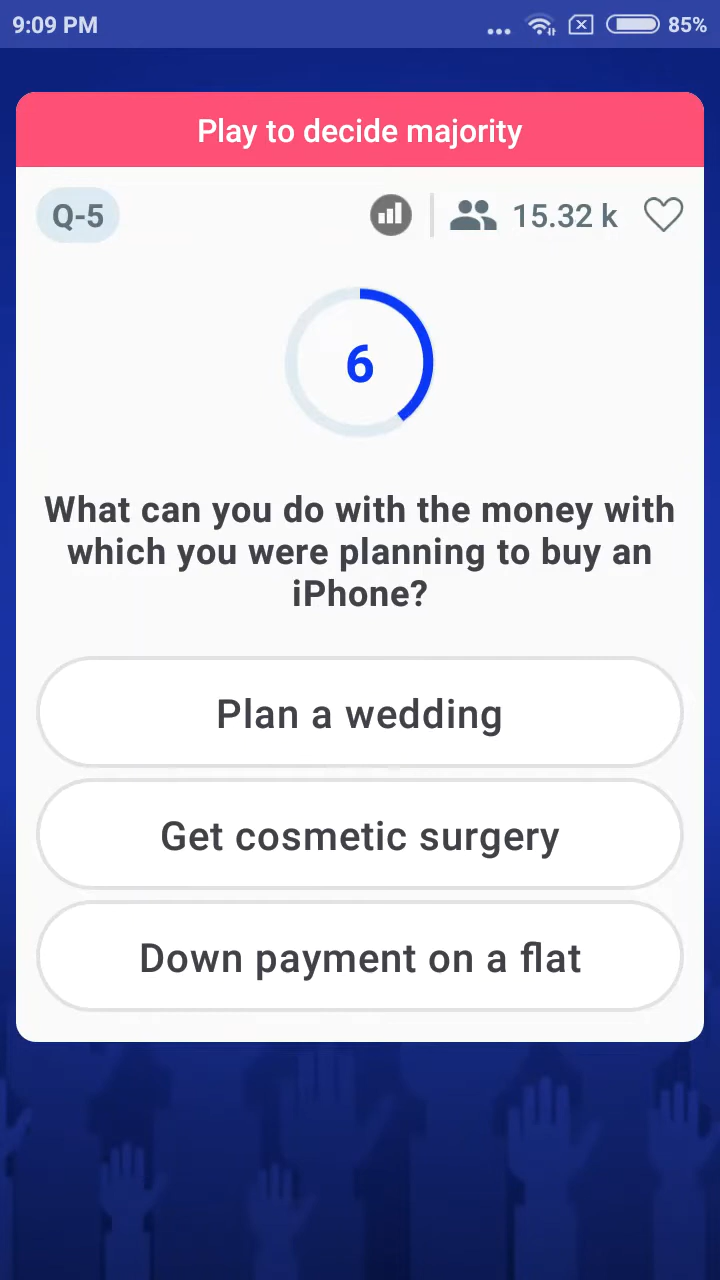 9:09 PM
85%
Play to decide majority
Q-5
15.32 k
6
What can you do with the money with
which you were planning to buy an
iPhone?
Plan a wedding
Get cosmetic surgery
Down payment on a flat